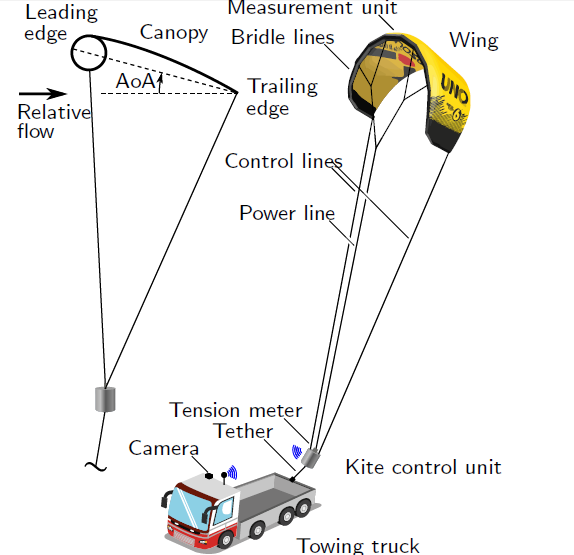 Leading
edge
Canopy
AoA
Relative
flow
Trailing
edge
Measurement unit
Bridle lines
Wing
UNO
6
Control lines
Power line
Tension meter
Tether
Camera
Kite control unit
Towing truck